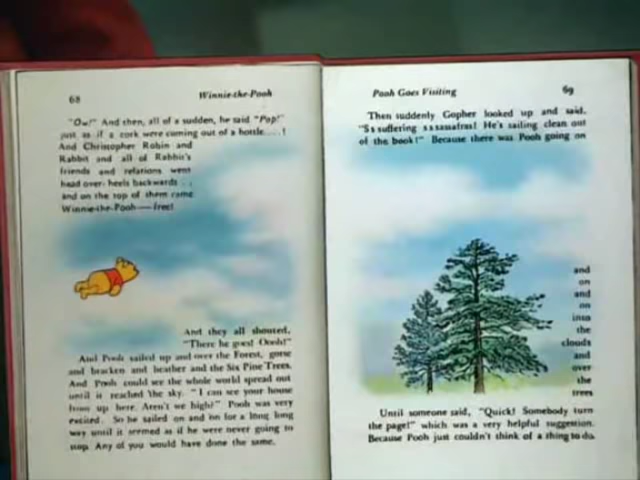 68
Winnie-the-Pooh
"Ow!" And then, all of a sudden, he said "Pop!"
just as if a cork were coming out of a bottle....!
And Christopher Robin and
Rabbit and all of Rabbit's
friends and relations went
head over heels backwards . .
and on the top of them came
Winnie-the-Pooh — free!
And they all shouted,
"There he goes! Oooh!"
And Pooh sailed up and over the Forest, gorse
and bracken and heather and the Six Pine Trees.
And Pooh could see the whole world spread out
until it reached the sky. "I can see your house
from up here. Aren't we high?" Pooh was very
excited. So he sailed on and on for a long long
way until it seemed as if he were never going to
stop. Any of you would have done the same.
Pooh Goes Visiting
69
Then suddenly Gopher looked up and said,
"S s suffering s s sassafras! He's sailing clean out
of the book!" Because there was Pooh going on
and
on
and
on
into
the
clouds
and
over
the
trees
Until someone said, "Quick! Somebody turn
the page!" which was a very helpful suggestion.
Because Pooh just couldn't think of a thing to do.